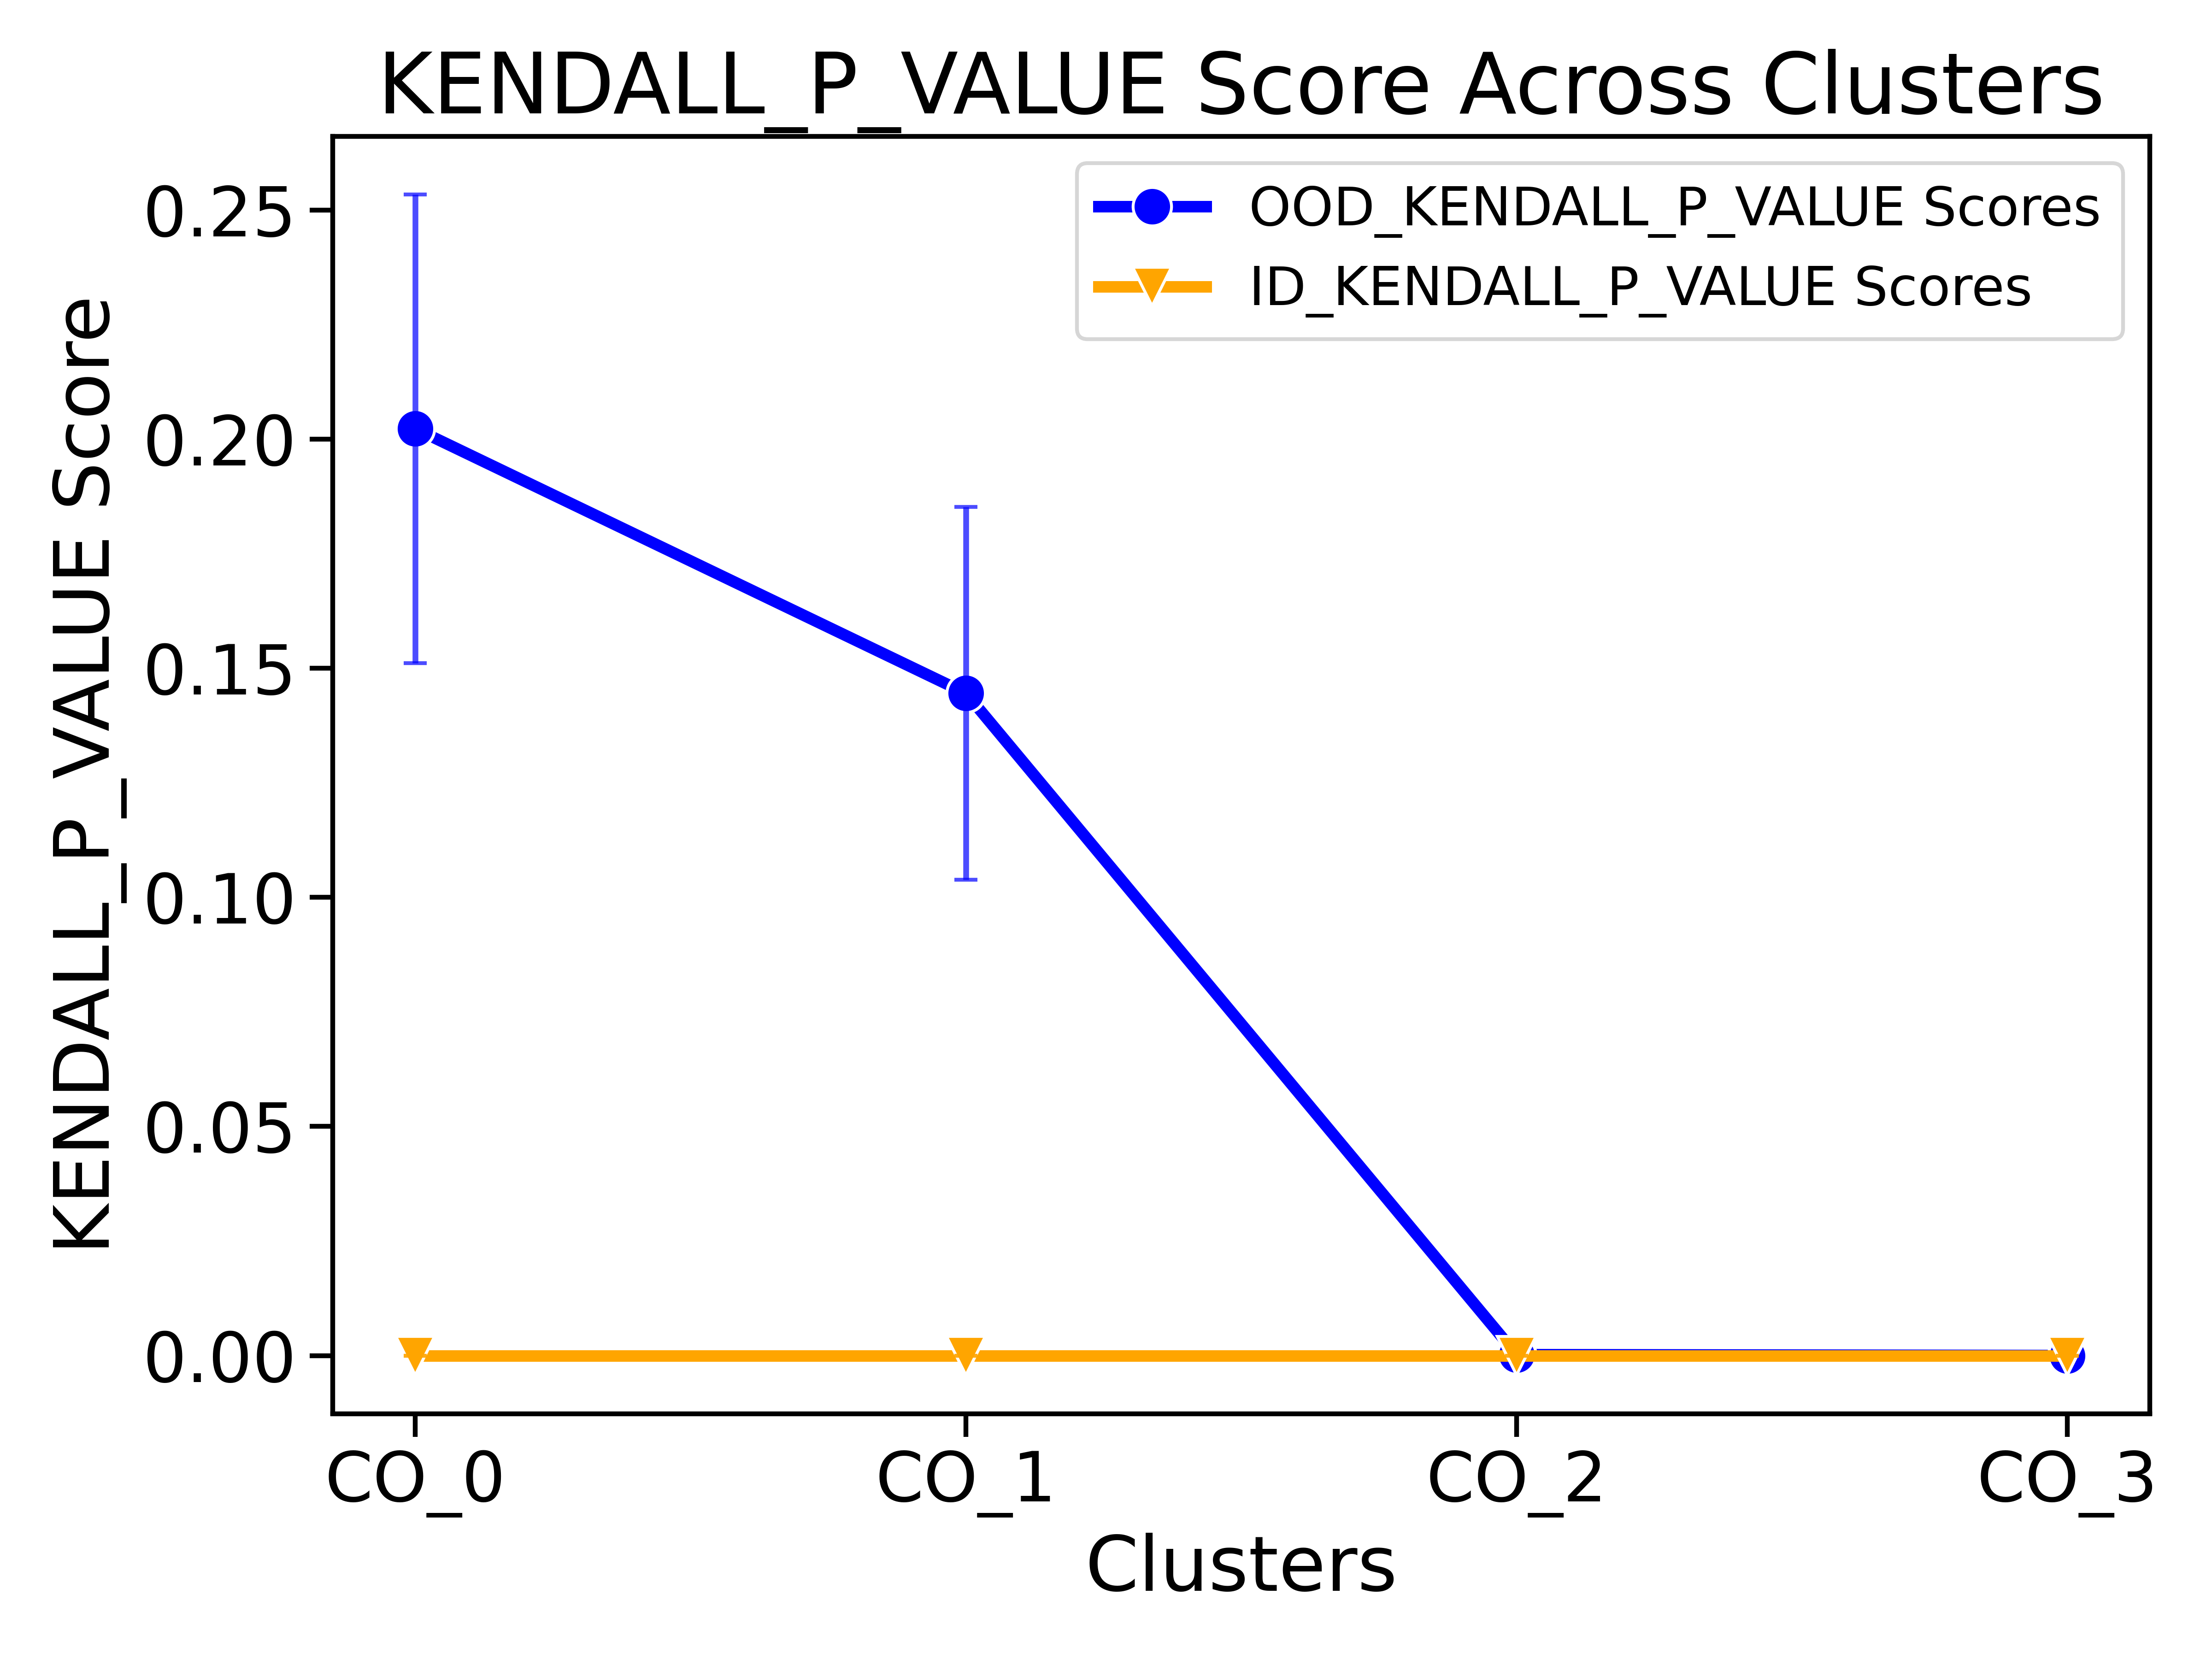 KENDALL_P_VALUE Score Across Clusters
OOD_KENDALL_P_VALUE Scores
ID_KENDALL_P_VALUE Scores
KENDALL_P_VALUE Score
0.25
0.20
0.15
0.10
0.05
0.00
CO_0 CO_1 CO_2 CO_3
Clusters